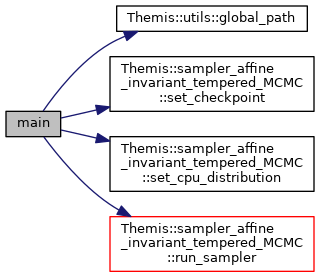 Themis::utils::global_path
Themis::sampler_affine
_invariant_tempered_MCMC
::set_checkpoint
main
Themis::sampler_affine
_invariant_tempered_MCMC
::set_cpu_distribution
Themis::sampler_affine
_invariant_tempered_MCMC
::run_sampler